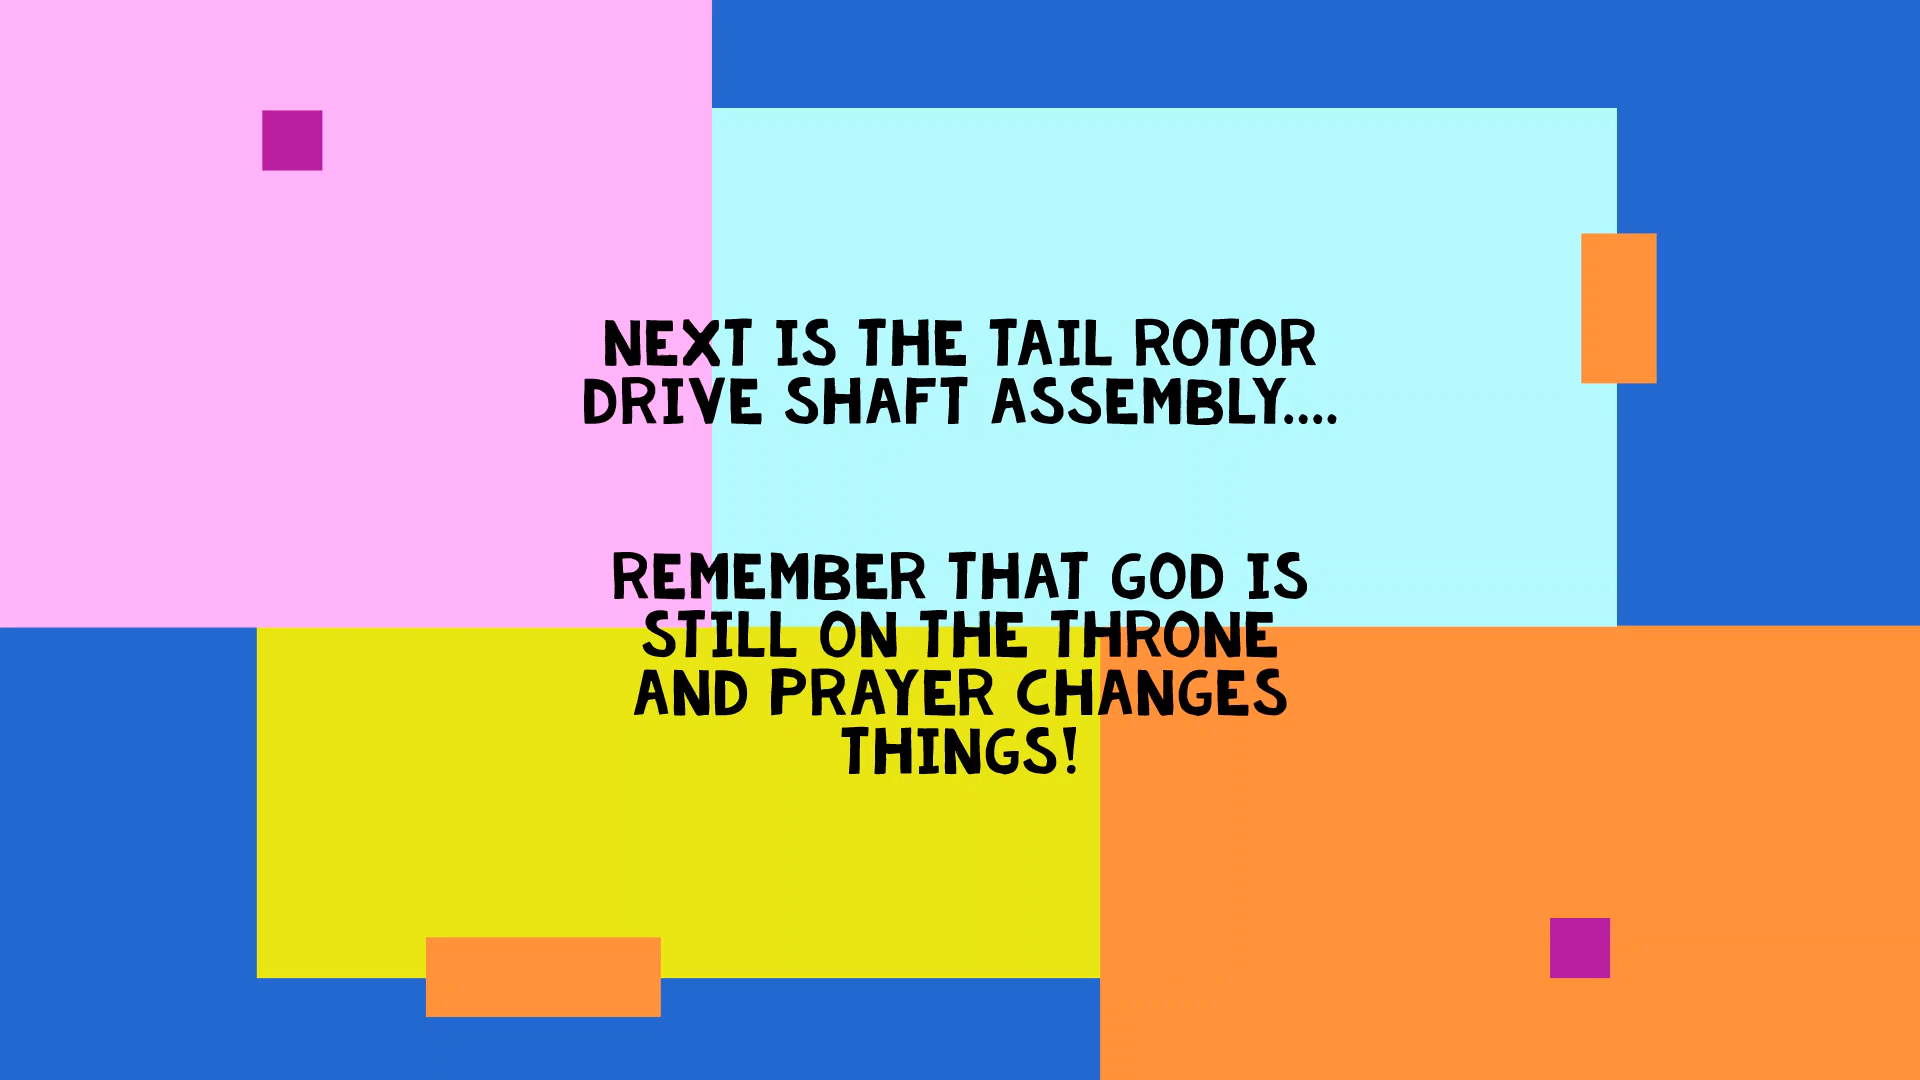 NEXT IS THE TAIL ROTOR
DRIVE SHAFT ASSEMBLY....
REMEMBER THAT GOD IS
STILL ON THE THRONE
AND PRAYER CHANGES
THINGS!